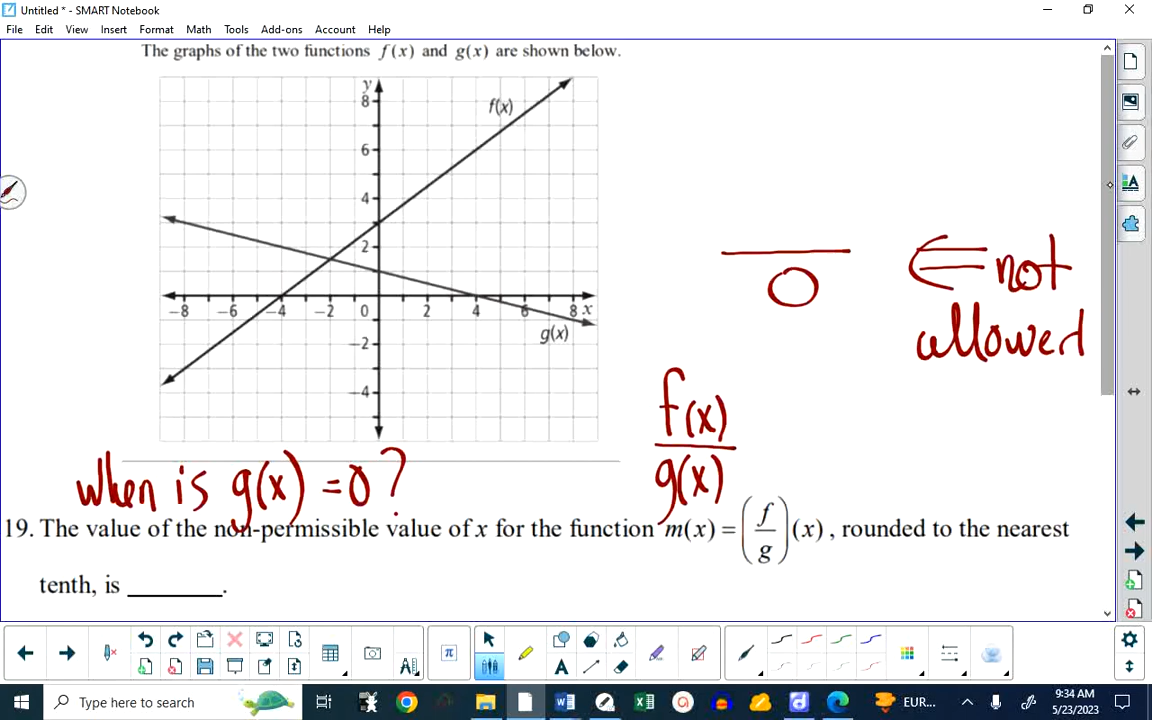 Untitled * - SMART Notebook
File Edit View Insert Format Math Tools Add-ons Account Help
The graphs of the two functions f(x) and g(x) are shown below.
y
8
f(x)
6
4
2
-8 -6 -4 -2 0 2 4 6 8 x
g(x)
-2
-4
0 ⇐ not
allowed
f(x)
g(x)
when is g(x) = 0 ?
19. The value of the non-permissible value of x for the function m(x) = (f/g)(x), rounded to the nearest
tenth, is ________.
A
π
A
Type here to search
EUR...
9:34 AM
5/23/2023